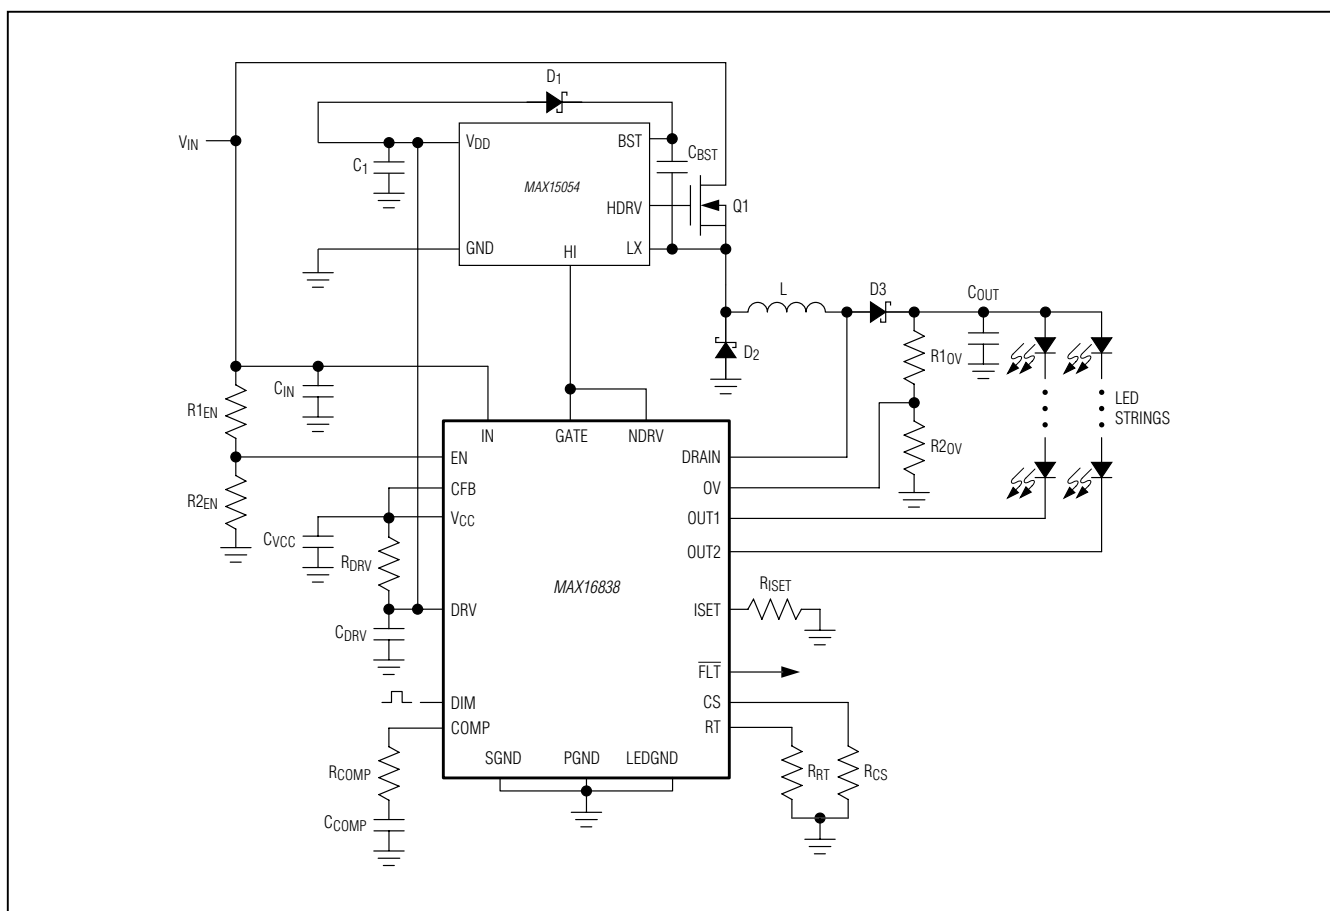 D1
VIN
VDD
BST
CBST
C1
MAX15054
HDRV
Q1
GND
HI
LX
L
D3
COUT
D2
R1OV
CIN
R1EN
LED
STRINGS
IN
GATE
NDRV
R2OV
EN
DRAIN
CFB
OV
R2EN
VCC
OUT1
CVCC
RDRV
OUT2
MAX16838
RISET
DRV
ISET
CDRV
FLT
DIM
CS
COMP
RT
SGND
PGND
LEDGND
RCOMP
RRT
RCS
CCOMP